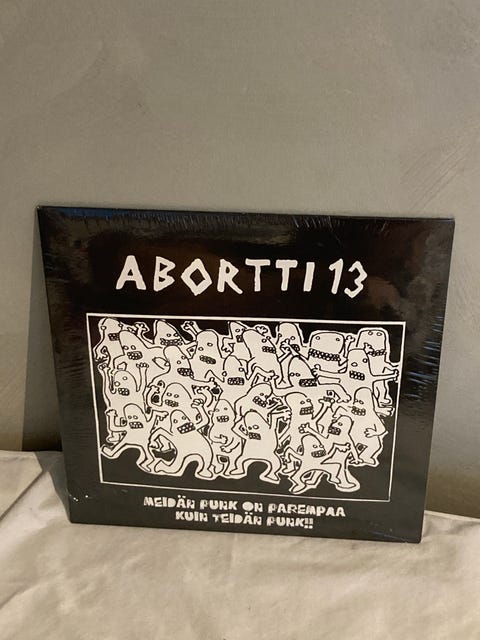 ABORTTI 13
MEIDÄN PUNK ON PAREMPAA
KUIN TEIDÄN PUNK!!